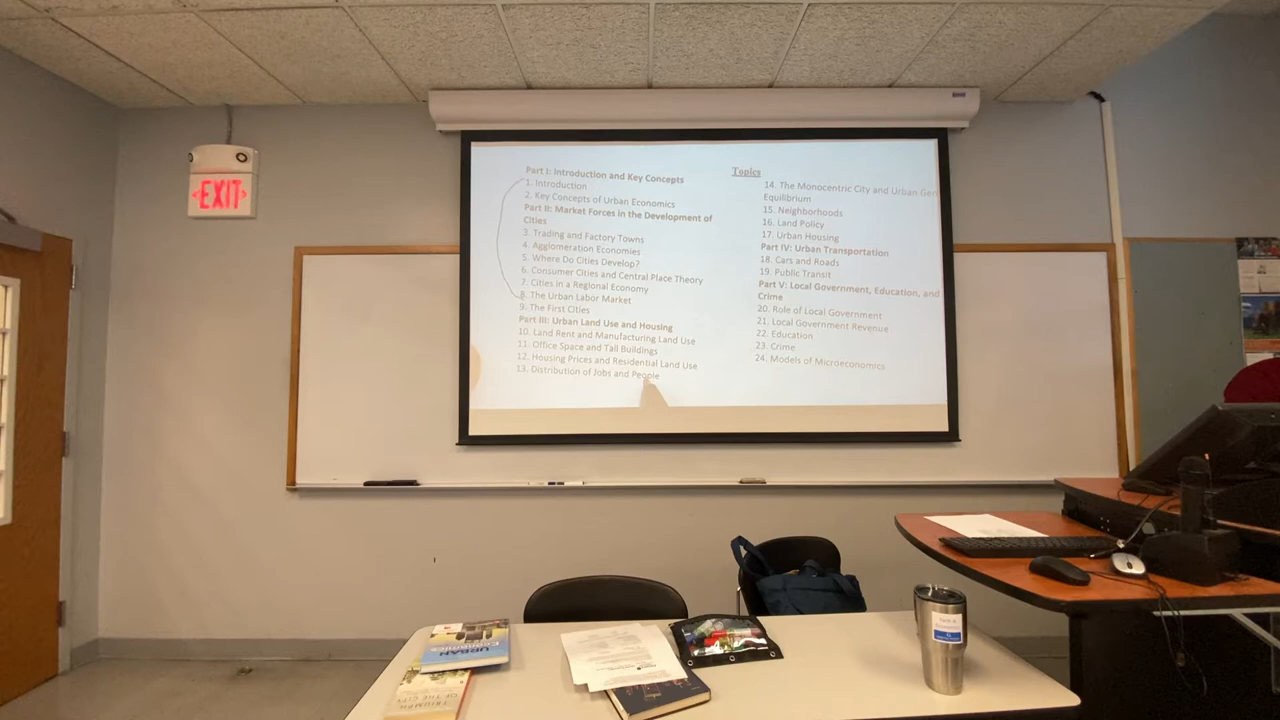 EXIT
Part I: Introduction and Key Concepts
1. Introduction
2. Key Concepts of Urban Economics
Part II: Market Forces in the Development of
Cities
3. Trading and Factory Towns
4. Agglomeration Economies
5. Where Do Cities Develop?
6. Consumer Cities and Central Place Theory
7. Cities in a Regional Economy
8. The Urban Labor Market
9. The First Cities
Part III: Urban Land Use and Housing
10. Land Rent and Manufacturing Land Use
11. Office Space and Tall Buildings
12. Housing Prices and Residential Land Use
13. Distribution of Jobs and People
Topics
14. The Monocentric City and Urban Gen
Equilibrium
15. Neighborhoods
16. Land Policy
17. Urban Housing
Part IV: Urban Transportation
18. Cars and Roads
19. Public Transit
Part V: Local Government, Education, and
Crime
20. Role of Local Government
21. Local Government Revenue
22. Education
23. Crime
24. Models of Microeconomics
URBAN
Economics
TRIUMPH
OF THE CITY